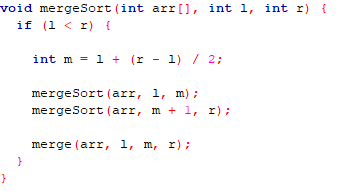 void mergeSort(int arr[], int l, int r) {
if (l < r) {
int m = l + (r - l) / 2;
mergeSort(arr, l, m);
mergeSort(arr, m + 1, r);
merge(arr, l, m, r);
}
}